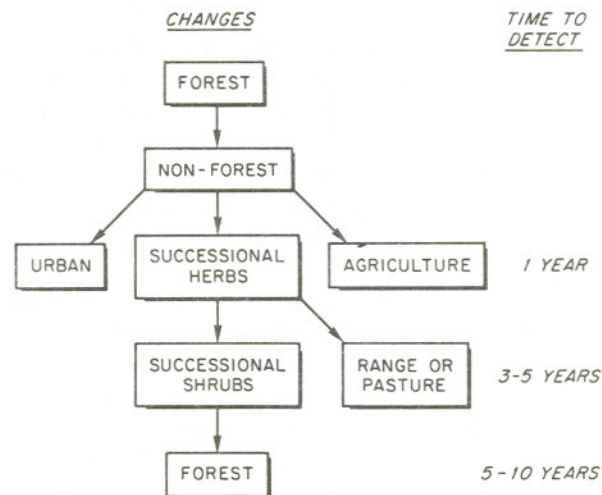 CHANGES
TIME TO
DETECT
FOREST
NON-FOREST
URBAN
SUCCESSIONAL
HERBS
AGRICULTURE
1 YEAR
SUCCESSIONAL
SHRUBS
RANGE OR
PASTURE
3-5 YEARS
FOREST
5-10 YEARS